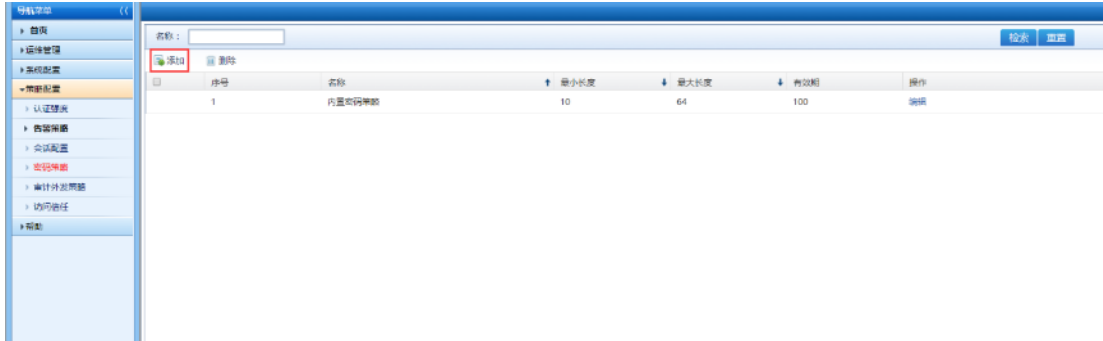 导航菜单
首页
运维管理
系统配置
策略配置
认证强度
告警策略
会话配置
密码策略
审计外发策略
访问信任
帮助
名称：
检索 重置
添加 删除
序号 名称 最小长度 最大长度 有效期 操作
1 内置密码策略 10 64 100 编辑